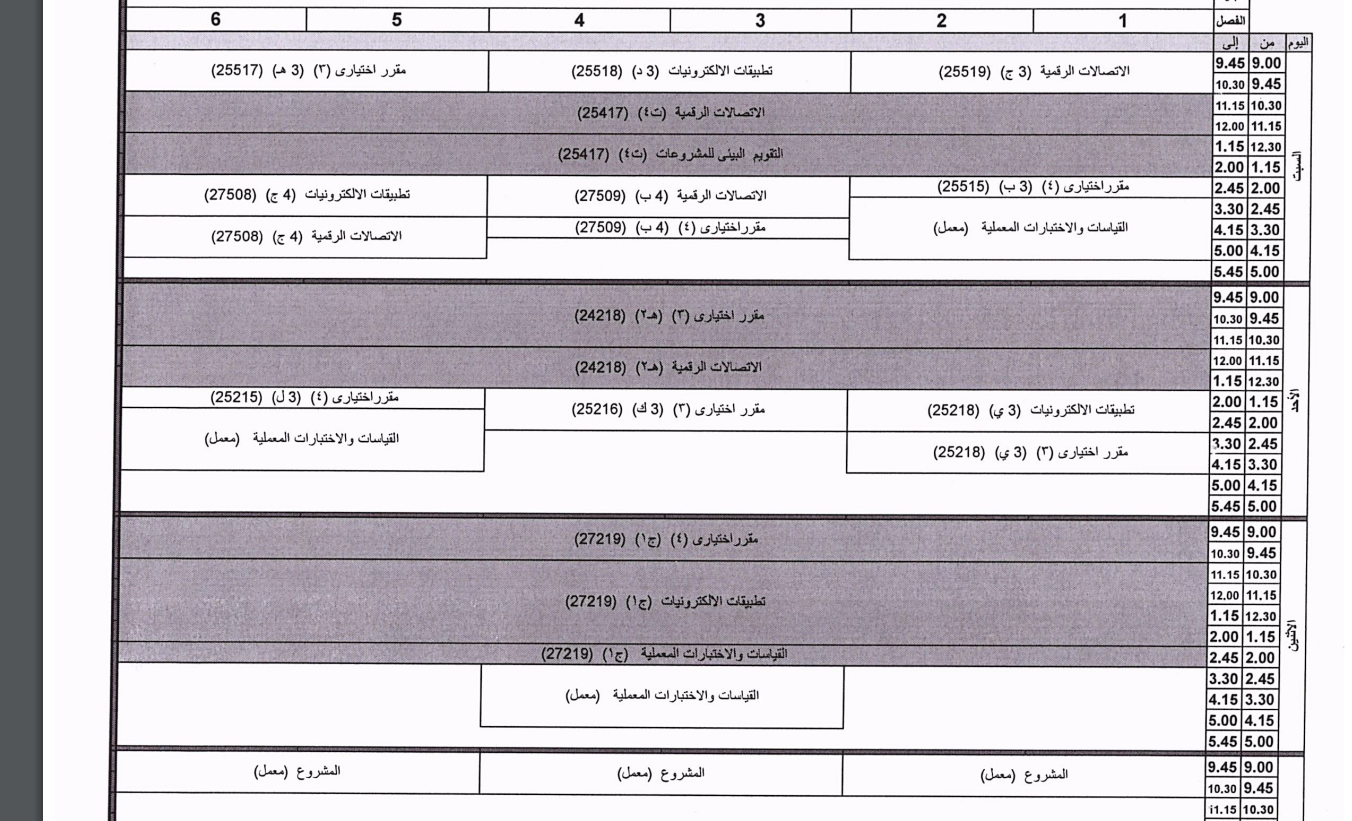 الفصل 1 2 3 4 5 6
اليوم من إلى
السبت
9.00 9.45
الاتصالات الرقمية (3 ج) (25519) تطبيقات الالكترونيات (3 د) (25518) مقرر اختيارى (٣) (3 هـ) (25517)
9.45 10.30
10.30 11.15
الاتصالات الرقمية (ت٤) (25417)
11.15 12.00
12.30 1.15
التقويم البيئى للمشروعات (ت٤) (25417)
1.15 2.00
2.00 2.45
مقرر اختيارى (٤) (3 ب) (25515) الاتصالات الرقمية (4 ب) (27509) تطبيقات الالكترونيات (4 ج) (27508)
2.45 3.30
القياسات والاختبارات المعملية (معمل) مقرر اختيارى (٤) (4 ب) (27509) الاتصالات الرقمية (4 ج) (27508)
3.30 4.15
4.15 5.00
5.00 5.45
الأحد
9.00 9.45
9.45 10.30
مقرر اختيارى (٣) (هـ٢) (24218)
10.30 11.15
11.15 12.00
الاتصالات الرقمية (هـ٢) (24218)
12.30 1.15
1.15 2.00
مقرر اختيارى (٤) (3 ل) (25215)
تطبيقات الالكترونيات (3 ي) (25218) مقرر اختيارى (٣) (3 ك) (25216)
2.00 2.45
القياسات والاختبارات المعملية (معمل)
2.45 3.30
مقرر اختيارى (٣) (3 ي) (25218)
3.30 4.15
4.15 5.00
5.00 5.45
الاثنين
9.00 9.45
مقرر اختيارى (٤) (ج١) (27219)
9.45 10.30
10.30 11.15
11.15 12.00
تطبيقات الالكترونيات (ج١) (27219)
12.30 1.15
1.15 2.00
2.00 2.45
القياسات والاختبارات المعملية (ج١) (27219)
2.45 3.30
3.30 4.15
القياسات والاختبارات المعملية (معمل)
4.15 5.00
5.00 5.45
9.00 9.45
المشروع (معمل) المشروع (معمل) المشروع (معمل)
9.45 10.30
10.30 11.15